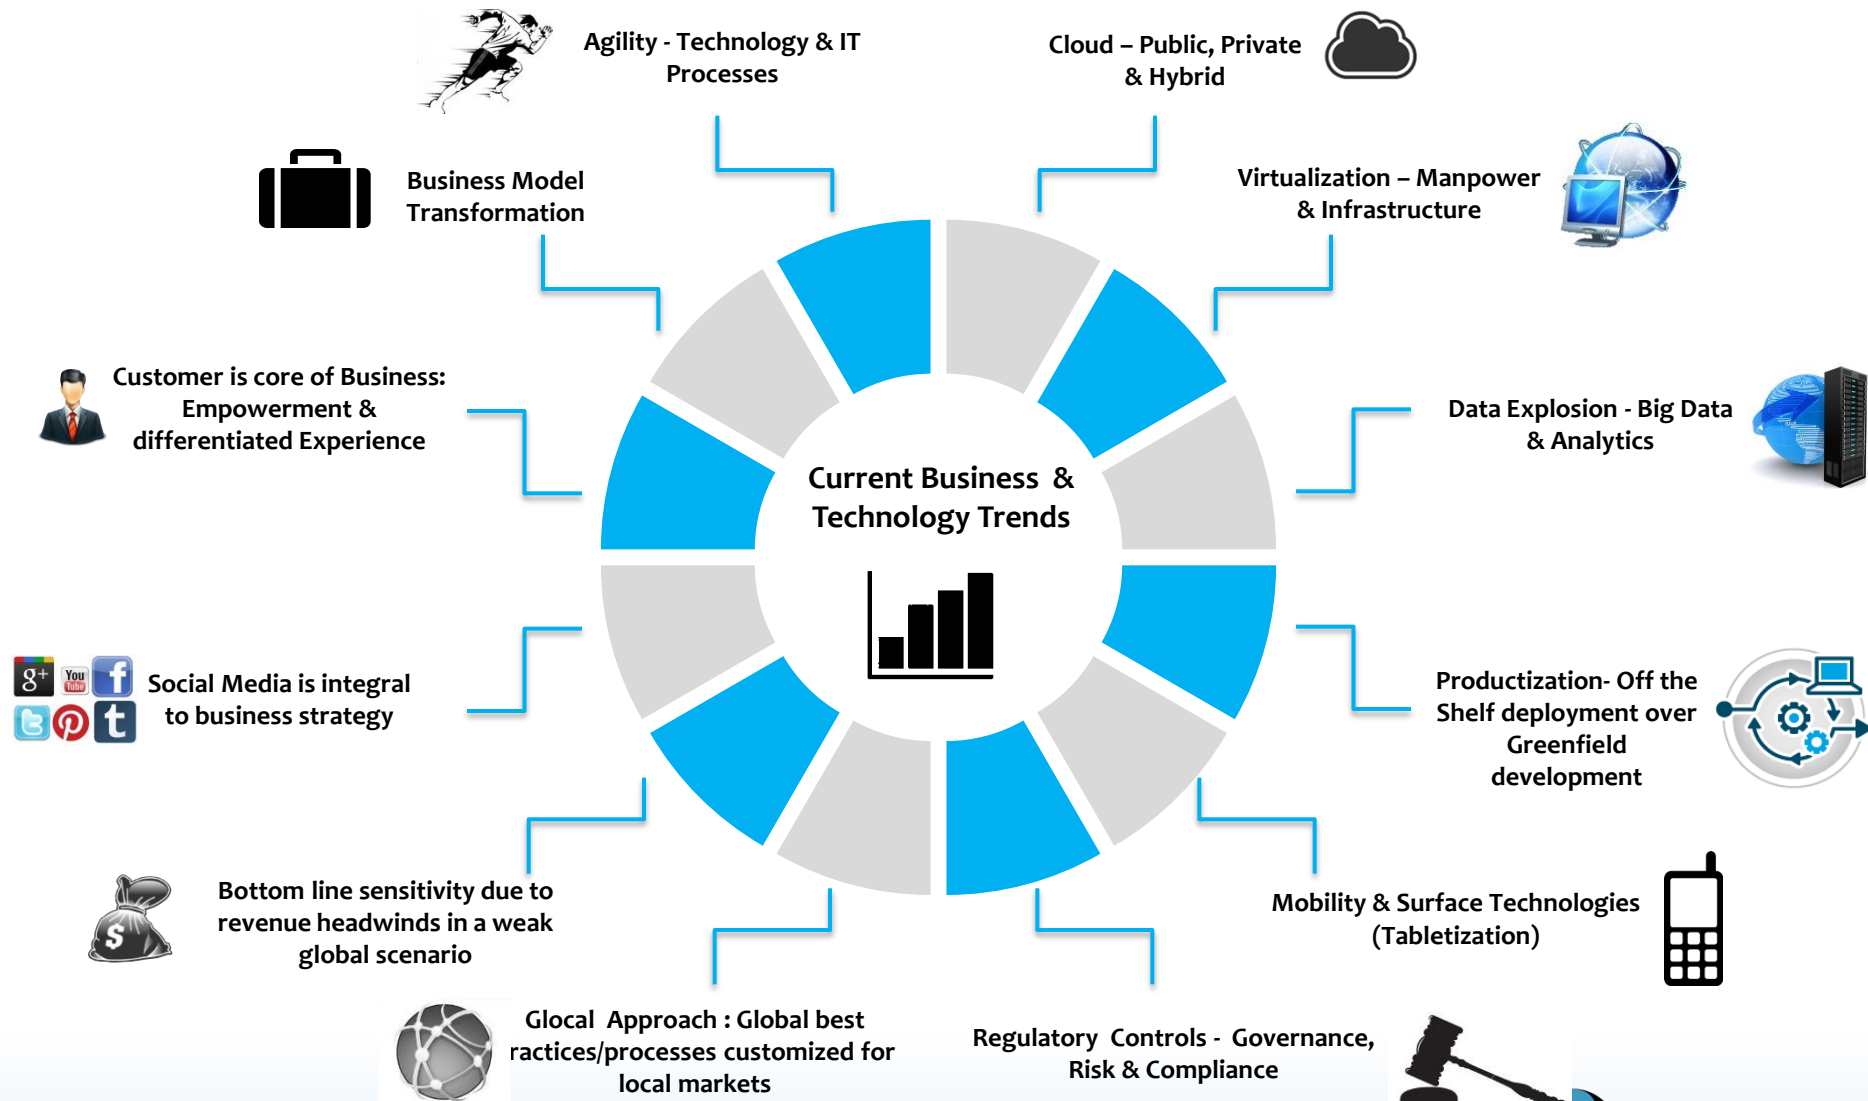 Agility - Technology & IT
Processes
Cloud – Public, Private
& Hybrid
Business Model
Transformation
Virtualization – Manpower
& Infrastructure
Customer is core of Business:
Empowerment &
differentiated Experience
Data Explosion - Big Data
& Analytics
Current Business &
Technology Trends
g+
You
Tube
f
t
Social Media is integral
to business strategy
Productization- Off the
Shelf deployment over
Greenfield
development
$
Bottom line sensitivity due to
revenue headwinds in a weak
global scenario
Mobility & Surface Technologies
(Tabletization)
Glocal Approach : Global best
ractices/processes customized for
local markets
Regulatory Controls - Governance,
Risk & Compliance